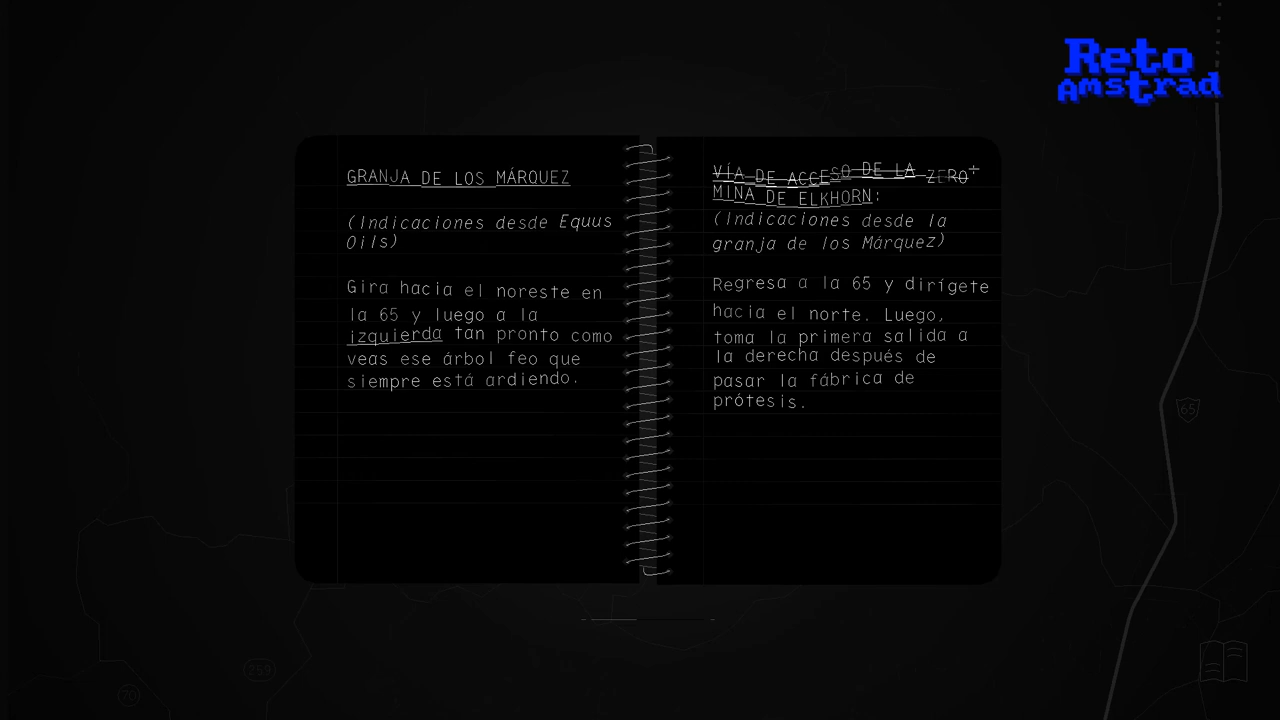 Reto
Amstrad
GRANJA DE LOS MÁRQUEZ
(Indicaciones desde Equus
Oils)
Gira hacia el noreste en
la 65 y luego a la
izquierda tan pronto como
veas ese árbol feo que
siempre está ardiendo.
VÍA DE ACCESO DE LA ZERO
MINA DE ELKHORN:
(Indicaciones desde la
granja de los Márquez)
Regresa a la 65 y dirígete
hacia el norte. Luego,
toma la primera salida a
la derecha después de
pasar la fábrica de
prótesis.
65
259
70